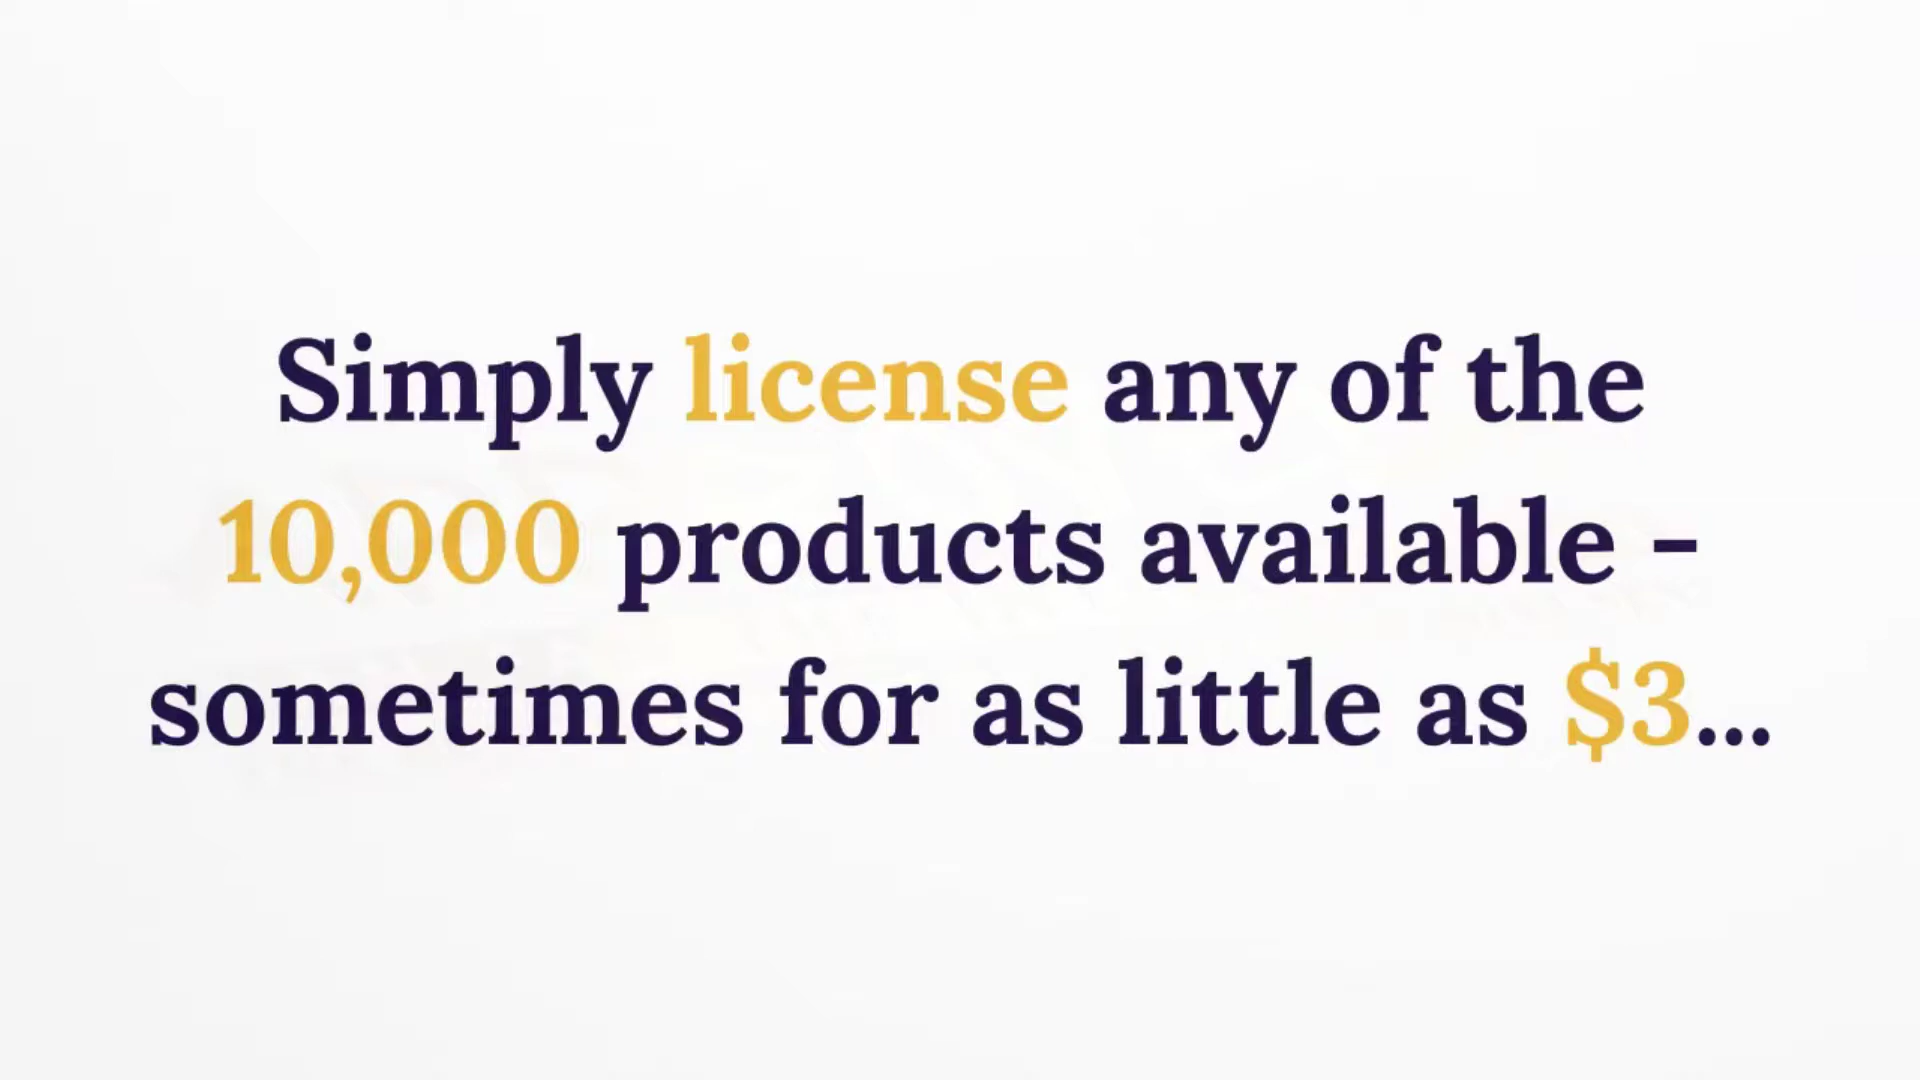 Simply license any of the
10,000 products available -
sometimes for as little as $3...